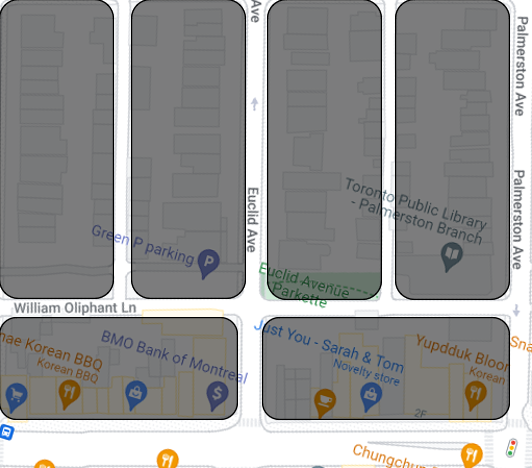 Ave
Palmerston Ave
Palmerston Ave
Euclid Ave
Toronto Public Library
- Palmerston Branch
Green P parking
P
Euclid Avenue
Parkette
William Oliphant Ln
nae Korean BBQ
Korean BBQ
BMO Bank of Montreal
$
Just You - Sarah & Tom
Novelty store
Yupdduk Bloor
Korean
Sna
2F
Chungchu